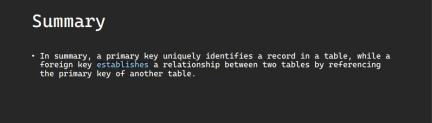 Summary
• In summary, a primary key uniquely identifies a record in a table, while a
foreign key establishes a relationship between two tables by referencing
the primary key of another table.